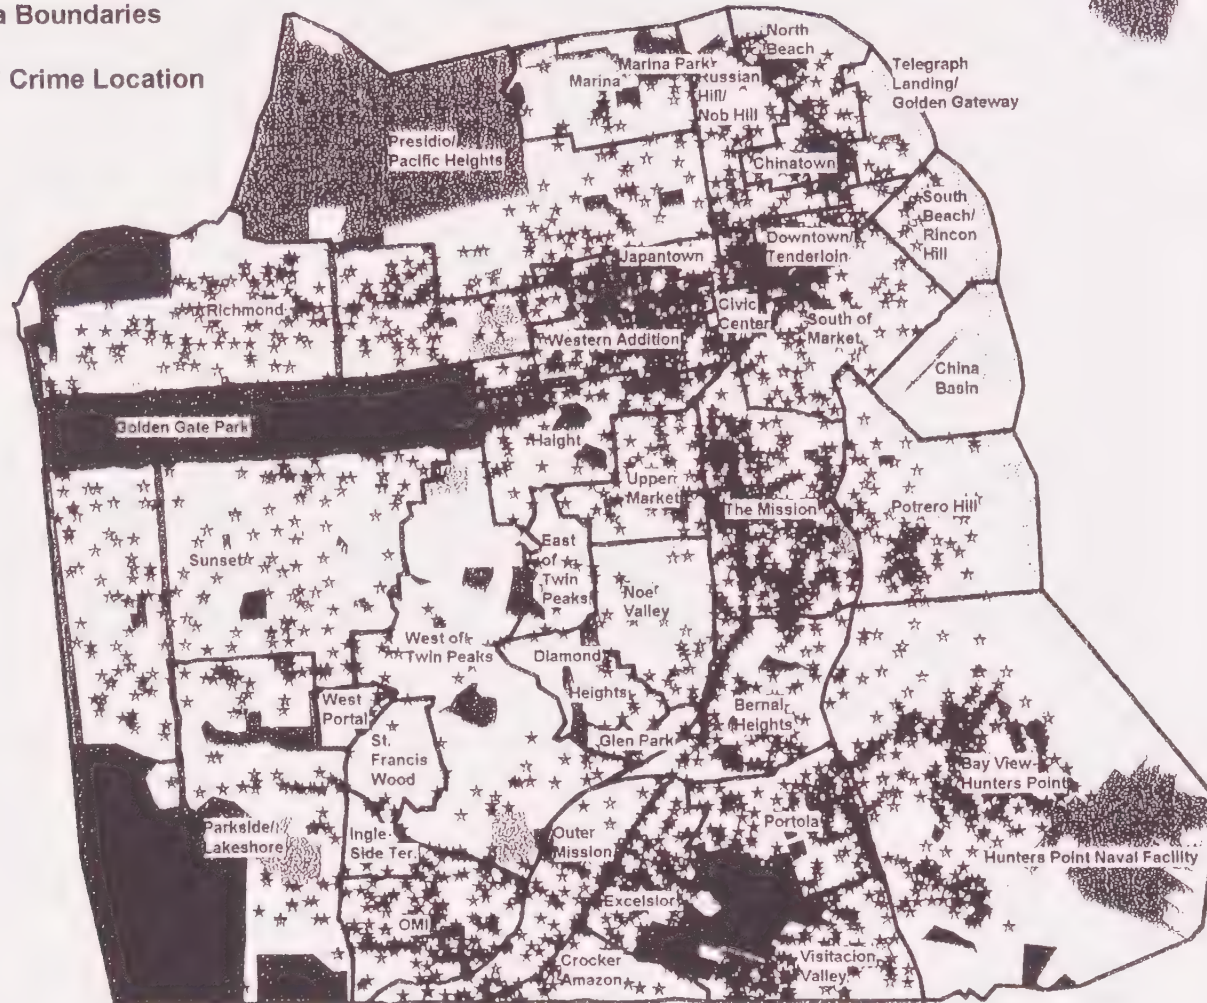 a Boundaries
Crime Location
North
Beach
Telegraph
Landing/
Golden Gateway
Marina Park
Marina
Russian
Hill/
Nob Hill
Presidio/
Pacific Heights
Chinatown
South
Beach/
Rincon
Hill
Downtown/
Tenderloin
Japantown
Richmond
Civic
Center
South of
Market
Western Addition
China
Basin
Golden Gate Park
Haight
Upper
Market
The Mission
Potrero Hill
Sunset
East
of
Twin
Peaks
Noe
Valley
West of
Twin Peaks
Diamond
Heights
West
Portal
Bernal
Heights
St.
Francis
Wood
Glen Park
Bay View-
Hunters Point
Parkside/
Lakeshore
Ingle-
Side Ter.
Outer
Mission
Portola
Hunters Point Naval Facility
Excelsior
OMI
Crocker
Amazon
Visitacion
Valley